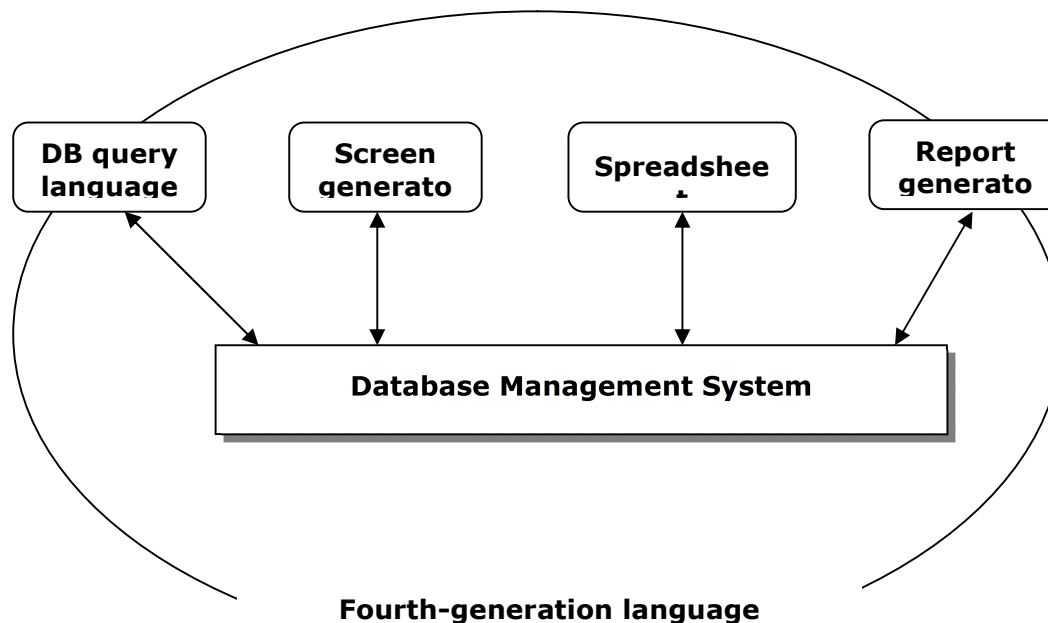 DB query
language
Screen
generato
Spreadshee
Report
generato
Database Management System
Fourth-generation language